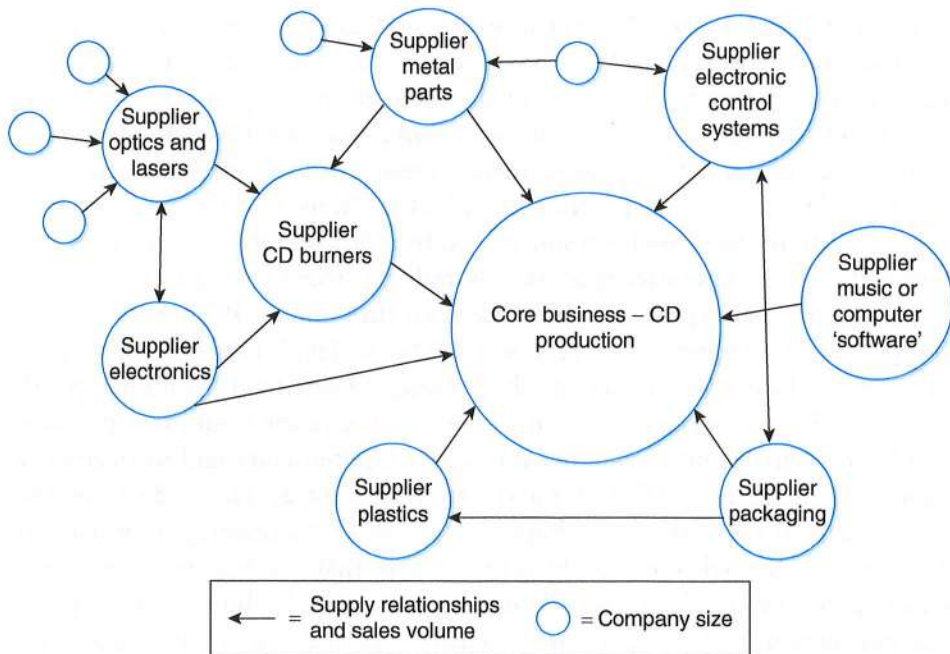 Supplier
metal
parts
Supplier
electronic
control
systems
Supplier
optics and
lasers
Supplier
CD burners
Supplier
music or
computer
‘software’
Core business – CD
production
Supplier
electronics
Supplier
plastics
Supplier
packaging
= Supply relationships
and sales volume
= Company size